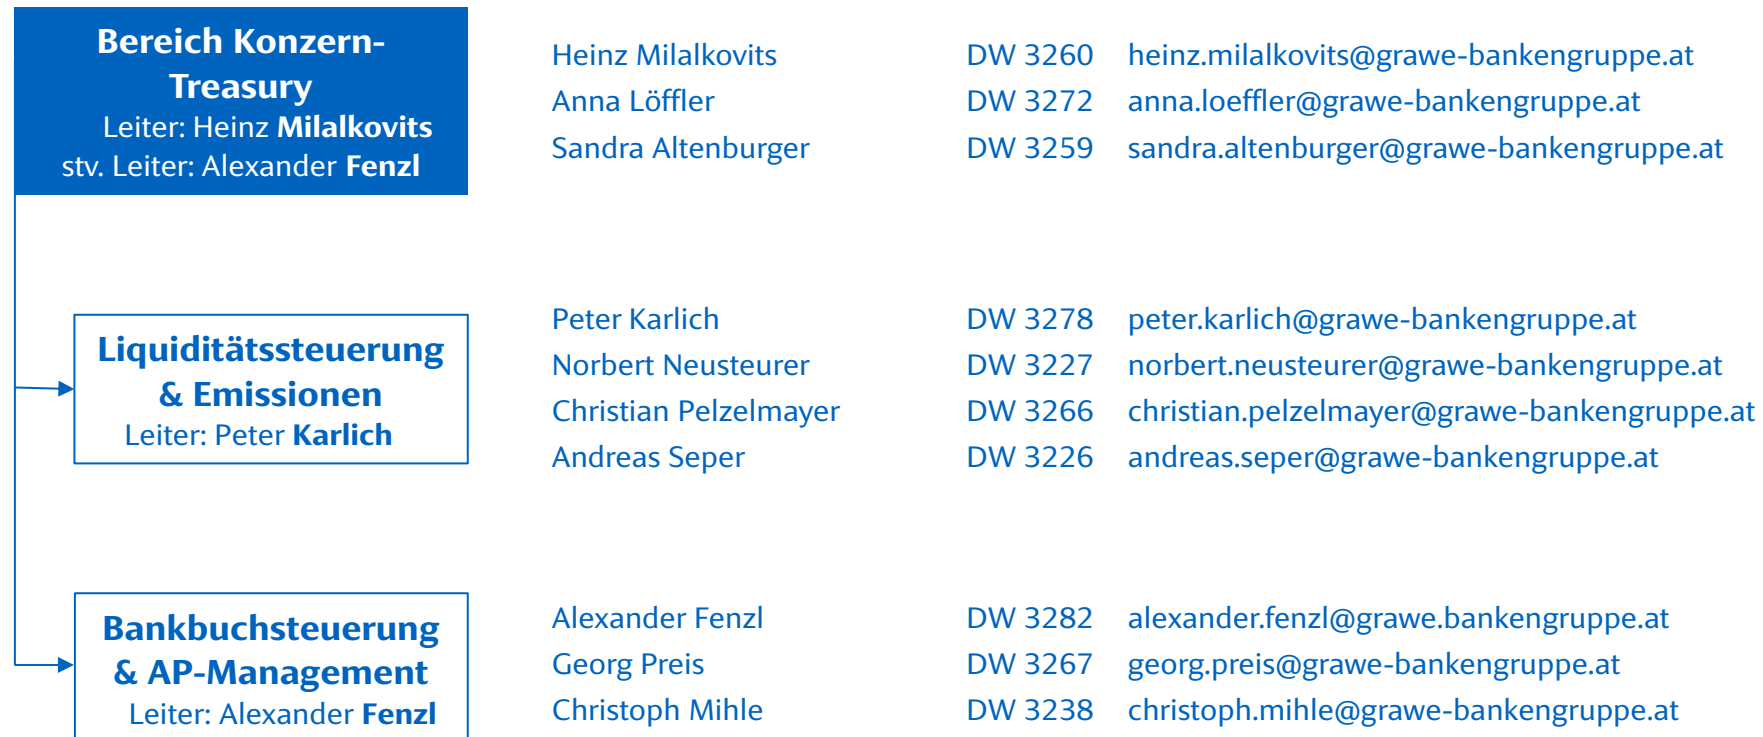 Bereich Konzern-
Treasury
Leiter: Heinz Milalkovits
stv. Leiter: Alexander Fenzl
Heinz Milalkovits DW 3260 heinz.milalkovits@grawe-bankengruppe.at
Anna Löffler DW 3272 anna.loeffler@grawe-bankengruppe.at
Sandra Altenburger DW 3259 sandra.altenburger@grawe-bankengruppe.at
Liquiditätssteuerung
& Emissionen
Leiter: Peter Karlich
Peter Karlich DW 3278 peter.karlich@grawe-bankengruppe.at
Norbert Neusteurer DW 3227 norbert.neusteurer@grawe-bankengruppe.at
Christian Pelzelmayer DW 3266 christian.pelzelmayer@grawe-bankengruppe.at
Andreas Seper DW 3226 andreas.seper@grawe-bankengruppe.at
Bankbuchsteuerung
& AP-Management
Leiter: Alexander Fenzl
Alexander Fenzl DW 3282 alexander.fenzl@grawe.bankengruppe.at
Georg Preis DW 3267 georg.preis@grawe-bankengruppe.at
Christoph Mihle DW 3238 christoph.mihle@grawe-bankengruppe.at